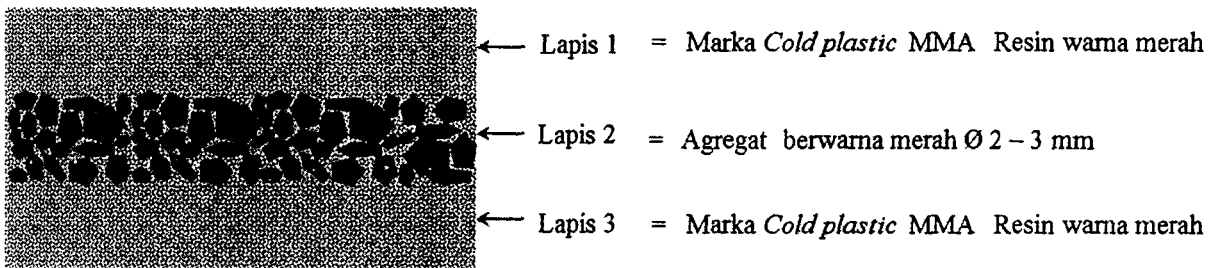 Lapis 1 = Marka Cold plastic MMA Resin warna merah
Lapis 2 = Agregat berwarna merah Ø 2 – 3 mm
Lapis 3 = Marka Cold plastic MMA Resin warna merah